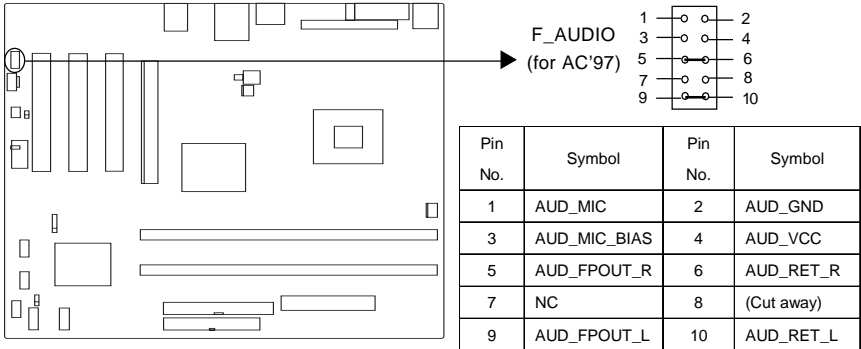 F_AUDIO
(for AC'97)
1 2
3 4
5 6
7 8
9 10
Pin No. Symbol Pin No. Symbol
1 AUD_MIC 2 AUD_GND
3 AUD_MIC_BIAS 4 AUD_VCC
5 AUD_FPOUT_R 6 AUD_RET_R
7 NC 8 (Cut away)
9 AUD_FPOUT_L 10 AUD_RET_L